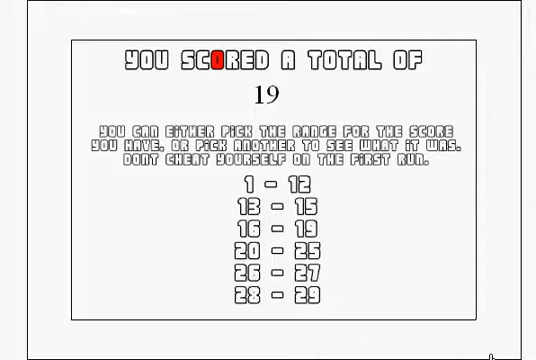 YOU SCORED A TOTAL OF
19
YOU CAN EiTHER PiCK THE RANGE FOR THE SCORE
YOU HAVE, OR PiCK ANOTHER TO SEE WHAT iT WAS.
DONT CHEAT YOURSELF ON THE FiRST RUN.
1 - 12
13 - 15
16 - 19
20 - 25
26 - 27
28 - 29